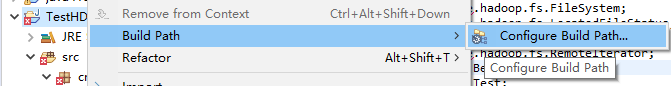 TestHD
JRE
src
Remove from Context Ctrl+Alt+Shift+Down
Build Path
Refactor Alt+Shift+T
Configure Build Path...
Configure Build Path
.hadoop.fs.FileSystem;
.hadoop.fs.RemoteIterator;
Be
Test;